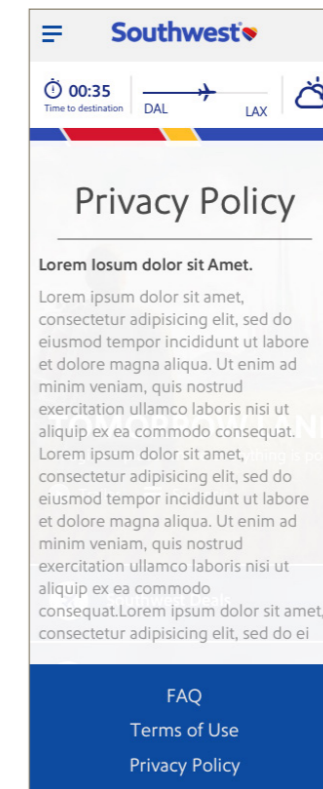 Southwest
00:35
Time to destination
DAL
LAX
Privacy Policy
Lorem Iosum dolor sit Amet.
Lorem ipsum dolor sit amet,
consectetur adipisicing elit, sed do
eiusmod tempor incididunt ut labore
et dolore magna aliqua. Ut enim ad
minim veniam, quis nostrud
exercitation ullamco laboris nisi ut
aliquip ex ea commodo consequat.
Lorem ipsum dolor sit amet,
consectetur adipisicing elit, sed do
eiusmod tempor incididunt ut labore
et dolore magna aliqua. Ut enim ad
minim veniam, quis nostrud
exercitation ullamco laboris nisi ut
aliquip ex ea commodo
consequat.Lorem ipsum dolor sit amet,
consectetur adipisicing elit, sed do ei
FAQ
Terms of Use
Privacy Policy